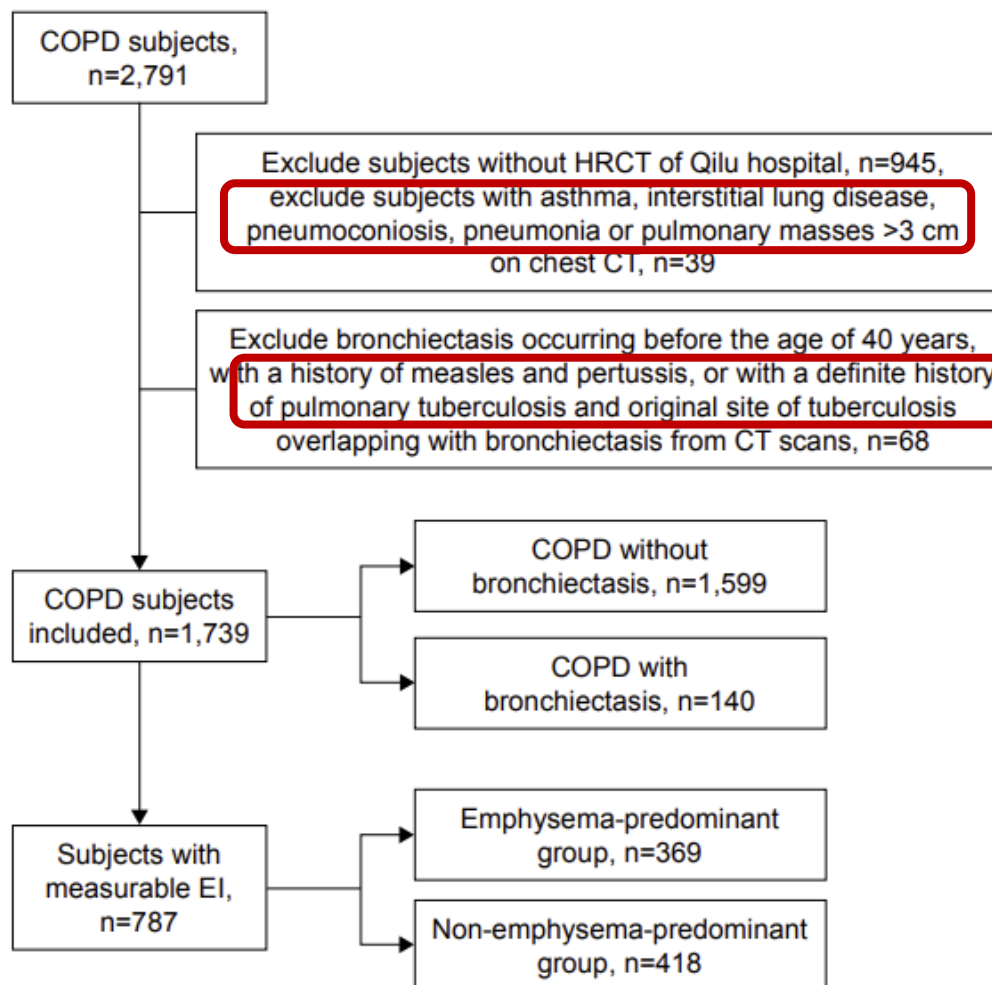 COPD subjects,
n=2,791
Exclude subjects without HRCT of Qilu hospital, n=945,
exclude subjects with asthma, interstitial lung disease,
pneumoconiosis, pneumonia or pulmonary masses >3 cm
on chest CT, n=39
Exclude bronchiectasis occurring before the age of 40 years,
with a history of measles and pertussis, or with a definite history
of pulmonary tuberculosis and original site of tuberculosis
overlapping with bronchiectasis from CT scans, n=68
COPD subjects
included, n=1,739
COPD without
bronchiectasis, n=1,599
COPD with
bronchiectasis, n=140
Subjects with
measurable EI,
n=787
Emphysema-predominant
group, n=369
Non-emphysema-predominant
group, n=418